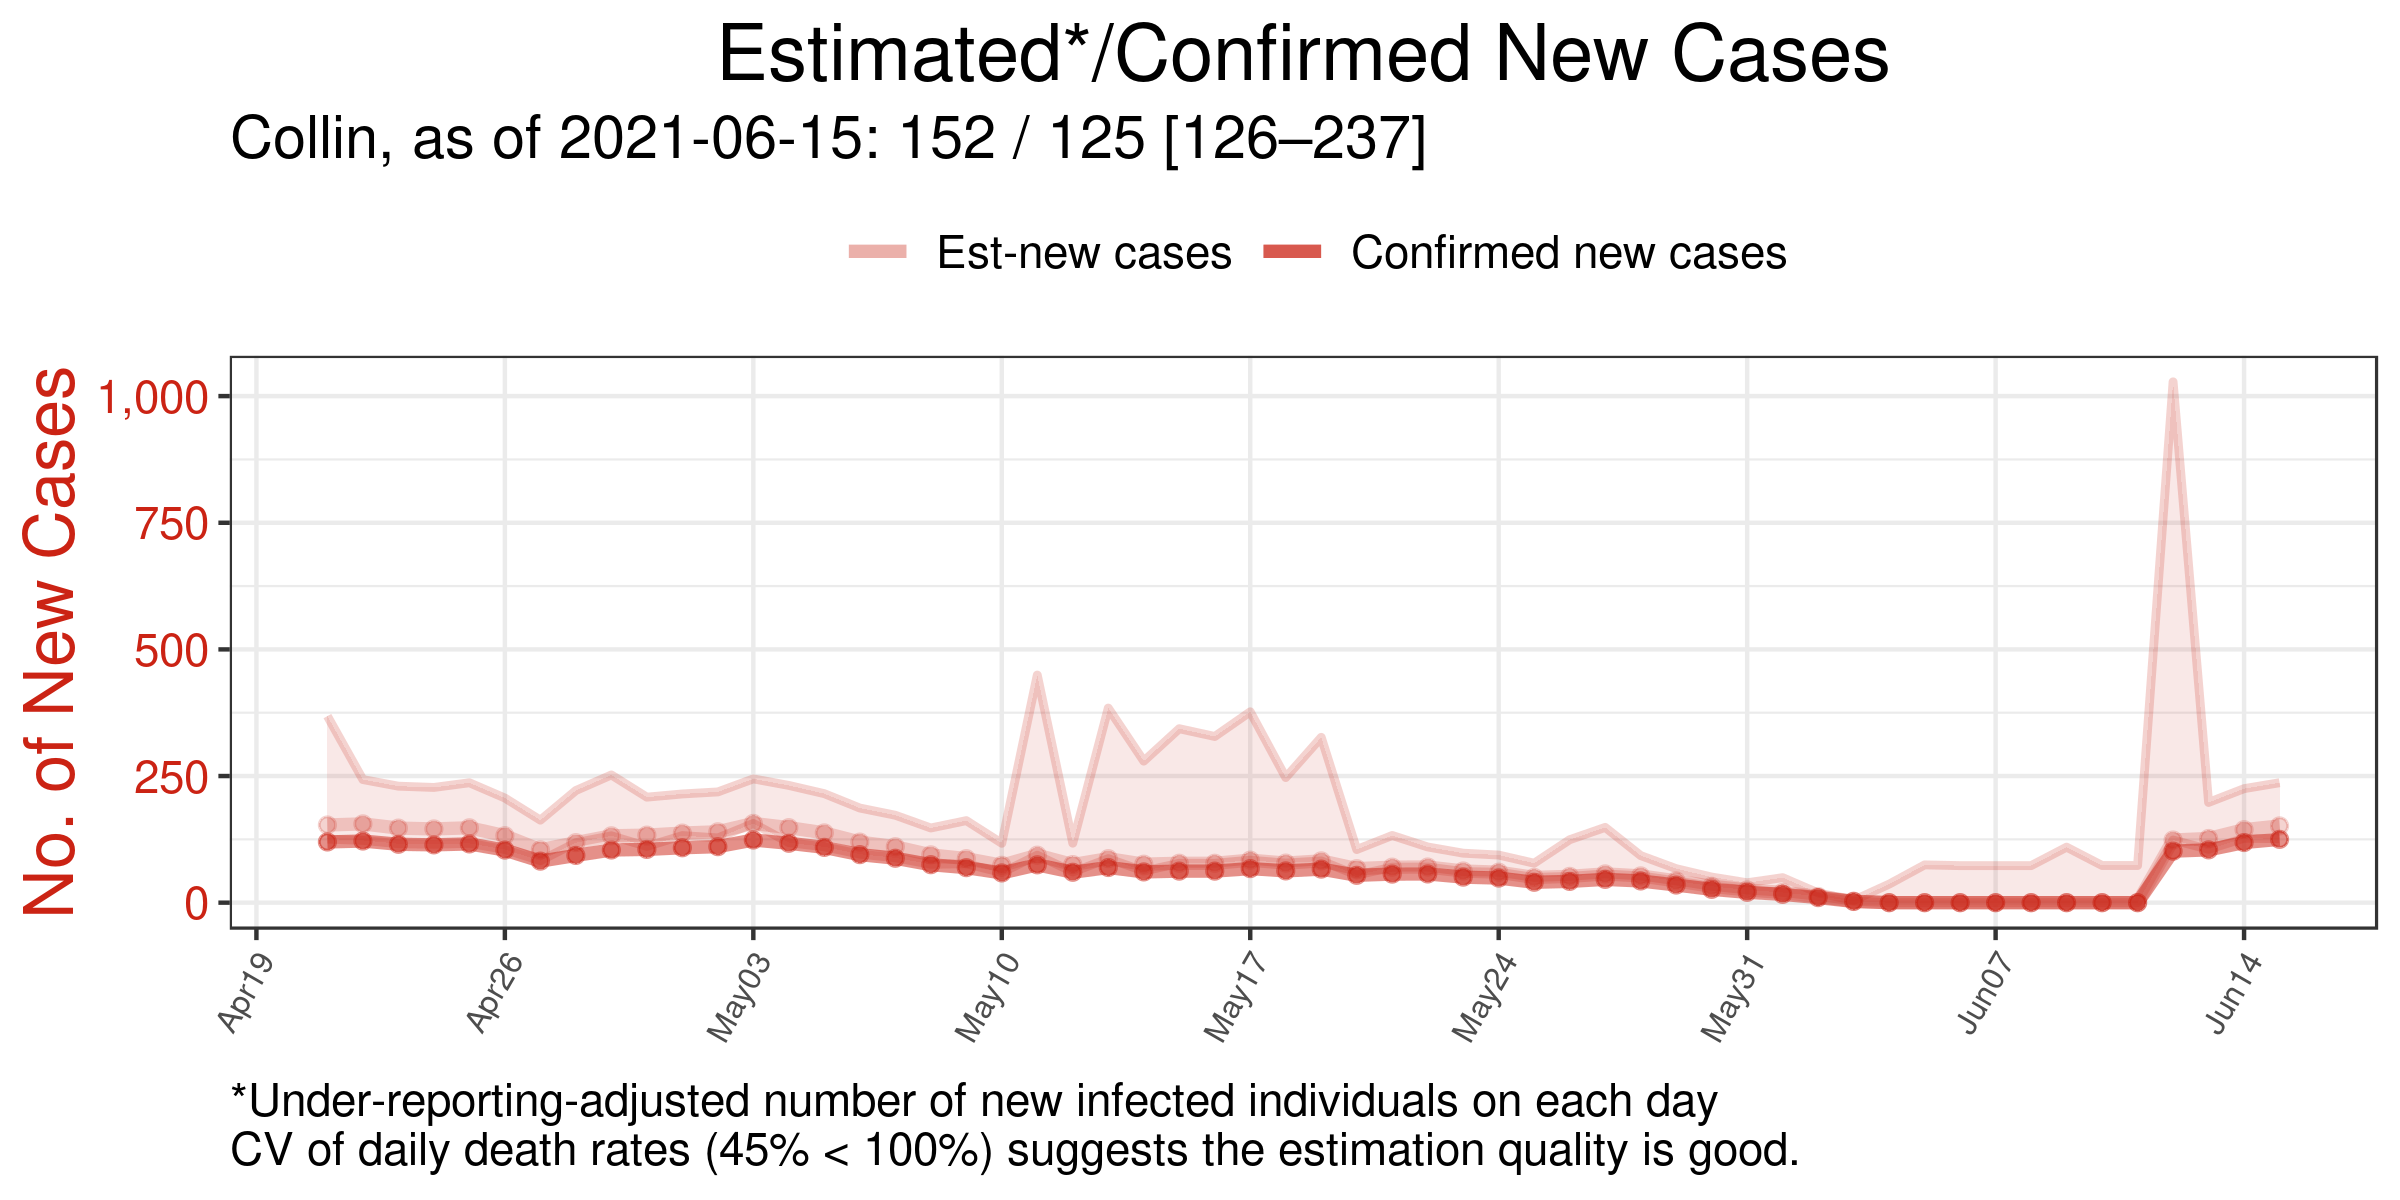 Estimated*/Confirmed New Cases
Collin, as of 2021-06-15: 152 / 125 [126–237]
Est-new cases Confirmed new cases
No. of New Cases
1,000
750
500
250
0
Apr19 Apr26 May03 May10 May17 May24 May31 Jun07 Jun14
*Under-reporting-adjusted number of new infected individuals on each day
CV of daily death rates (45% < 100%) suggests the estimation quality is good.